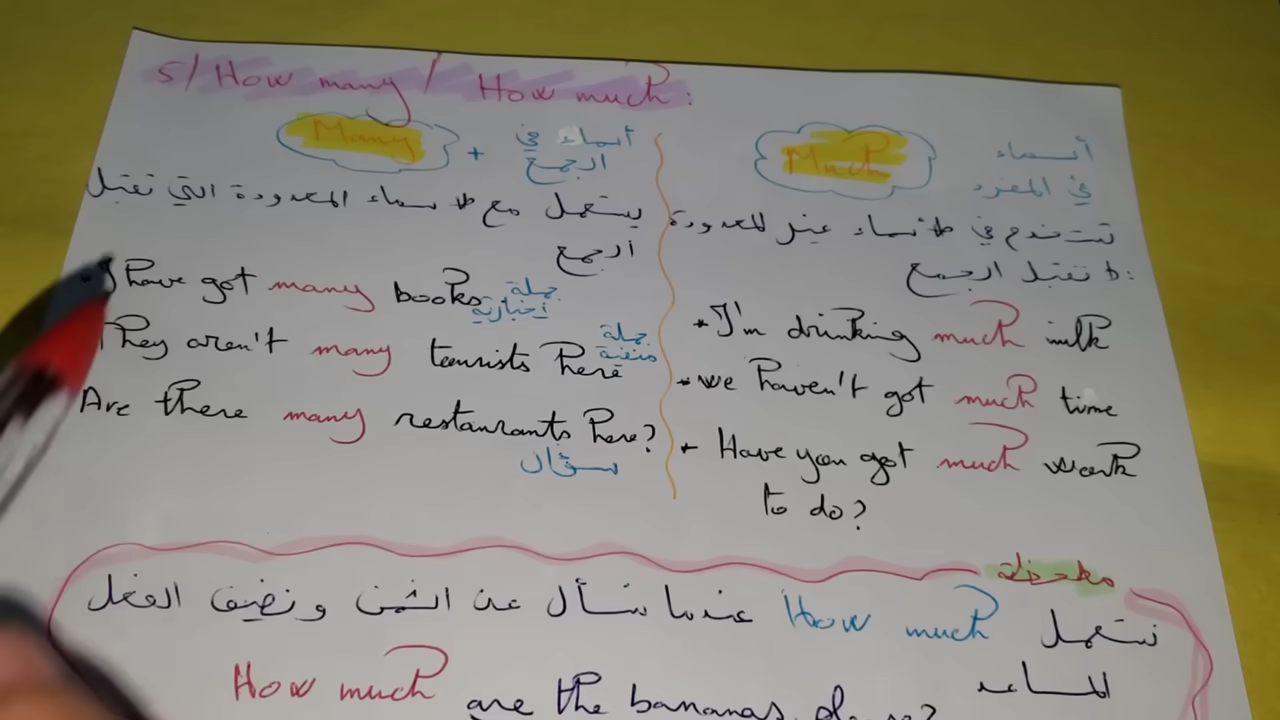 5/ How many / How much:
Many + أسماء في
الجمع
يستعمل مع الأسماء المعدودة التي تقبل
الجمع
I have got many books جملة
إخبارية
They aren't many tourists here جملة
منفية
Are there many restaurants here?
سؤال
Much أسماء
في المفرد
تستخدم في الأسماء غير المعدودة
لا تقبل الجمع:
*I'm drinking much milk
*we haven't got much time
* Have you got much work
to do?
ملاحظة
نستعمل How much عندما نسأل عن الثمن ونضيف الفعل
المساعد
How much are the bananas, please?